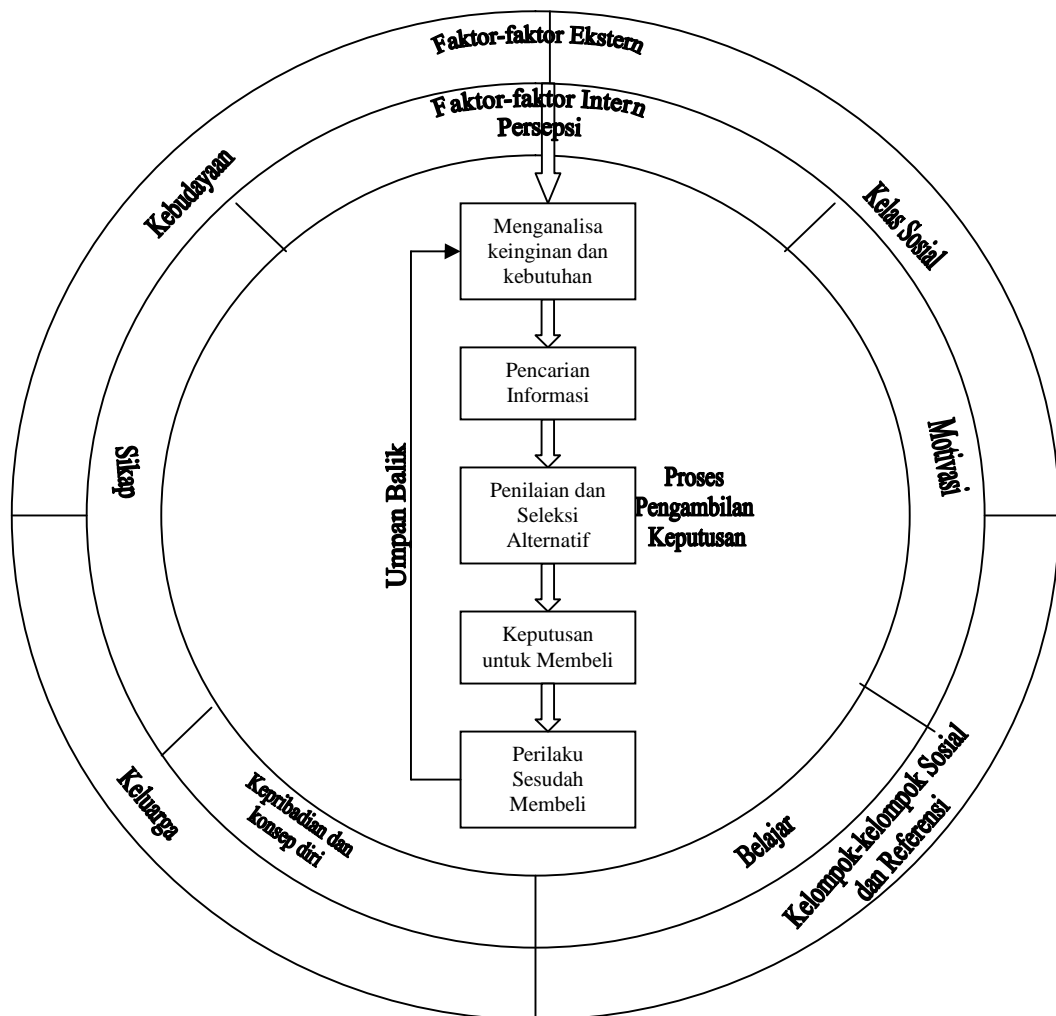 Faktor-faktor Ekstern
Faktor-faktor Intern
Persepsi
Kebudayaan
Kelas Sosial
Menganalisa
keinginan dan
kebutuhan
Pencarian
Informasi
Sikap
Umpan Balik
Penilaian dan
Seleksi
Alternatif
Proses
Pengambilan
Keputusan
Motivasi
Keputusan
untuk Membeli
Perilaku
Sesudah
Membeli
Keluarga
Kepribadian dan
konsep diri
Belajar
Kelompok-kelompok Sosial
dan Referensi